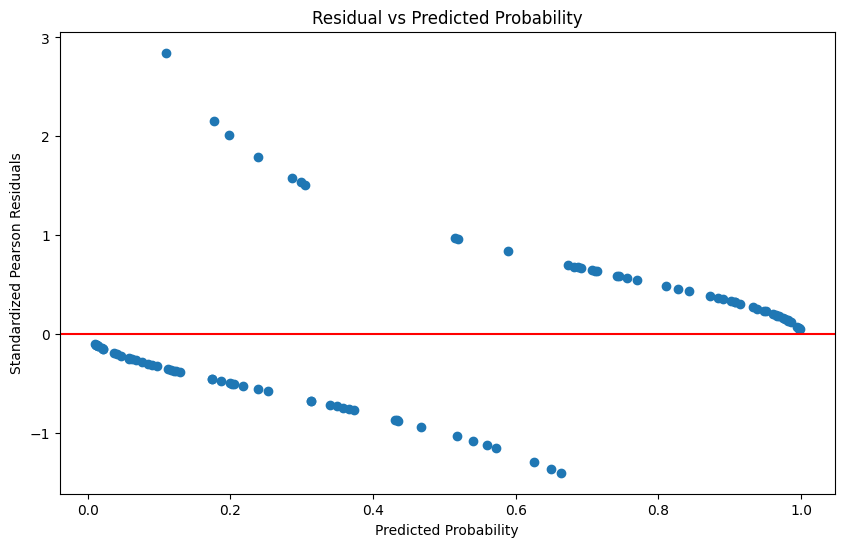 Residual vs Predicted Probability
3
2
1
0
−1
Standardized Pearson Residuals
0.0 0.2 0.4 0.6 0.8 1.0
Predicted Probability